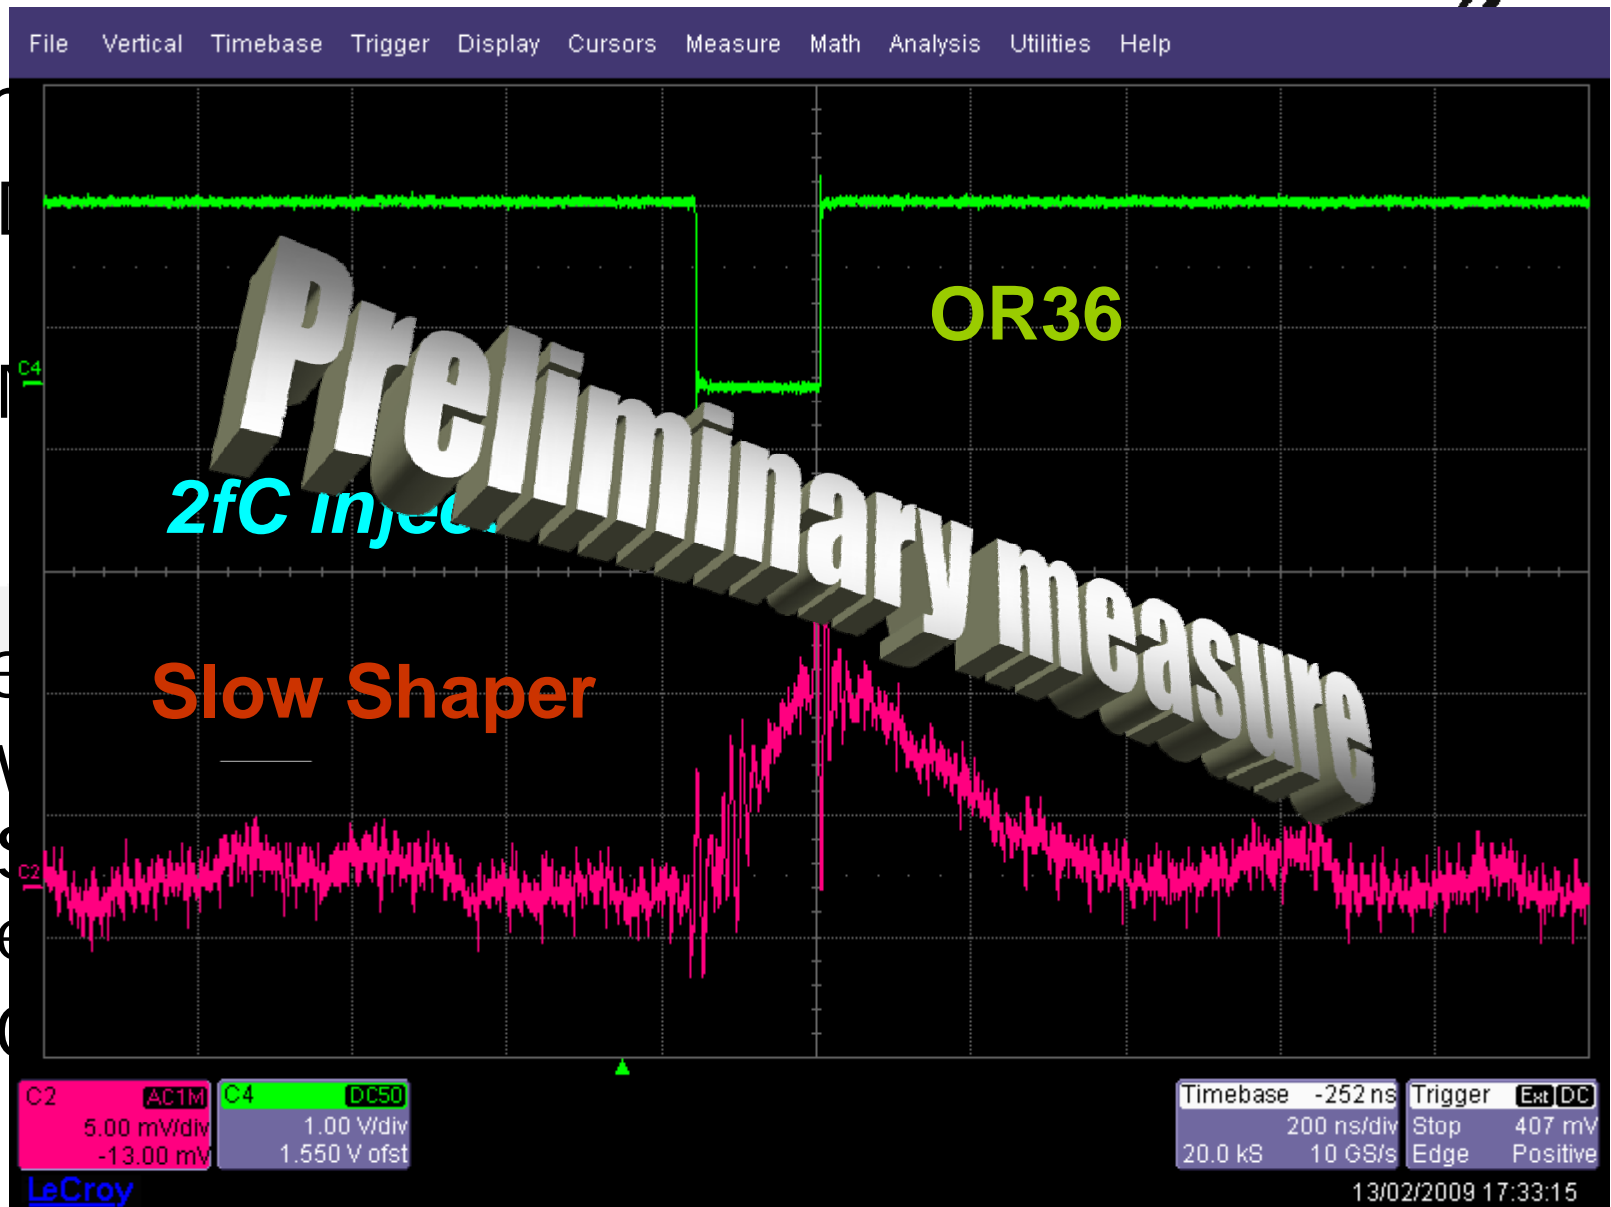 File Vertical Timebase Trigger Display Cursors Measure Math Analysis Utilities Help
OR36
Preliminary measure
C4
2fC
Slow Shaper
C2
C2 AC1M
5.00 mV/div
-13.00 mV
C4 DC50
1.00 V/div
1.550 V ofst
Timebase -252 ns
200 ns/div
20.0 kS 10 GS/s
Trigger Ext DC
Stop 407 mV
Edge Positive
LeCroy
13/02/2009 17:33:15